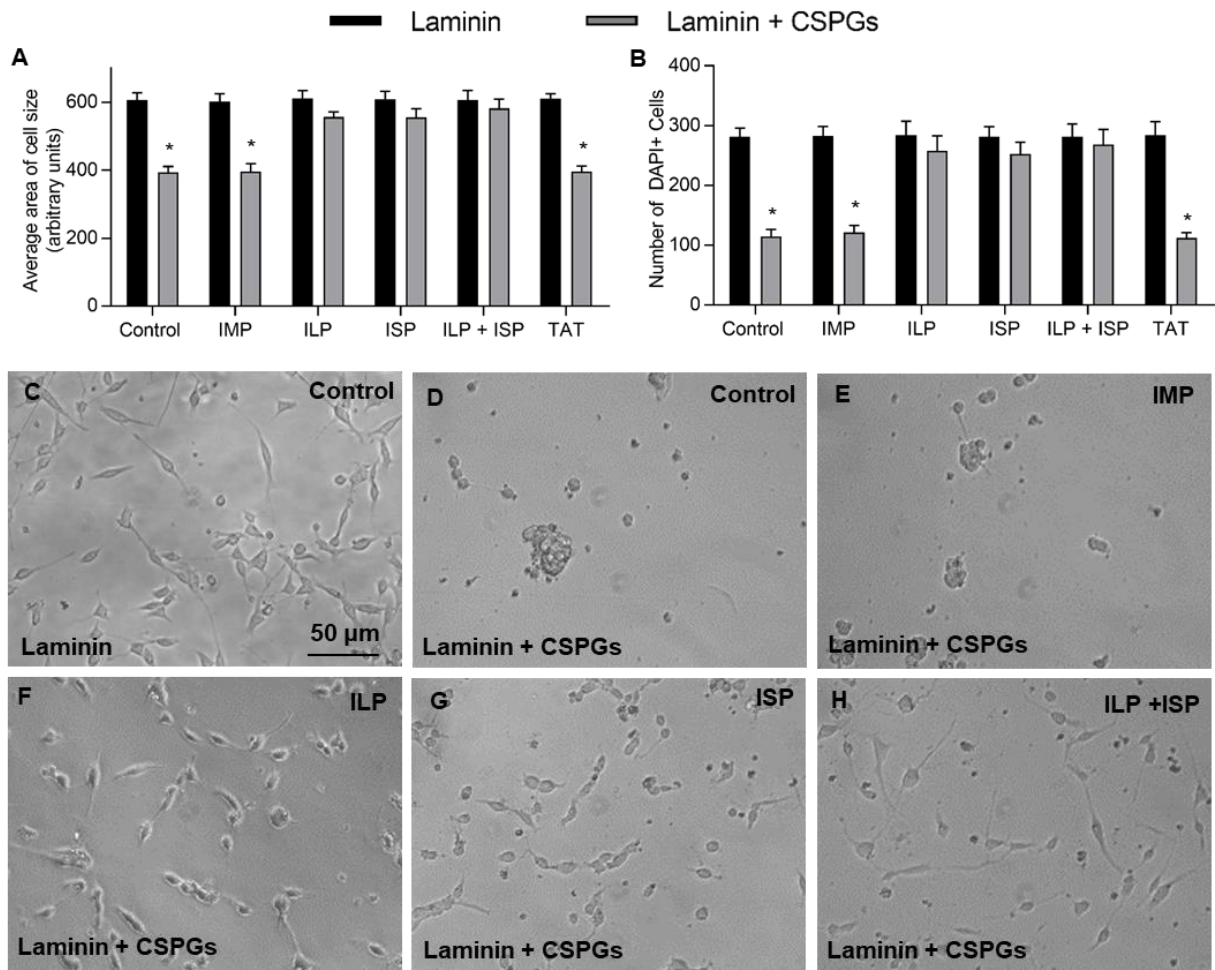 Laminin
Laminin + CSPGs
A
Average area of cell size
(arbitrary units)
600
400
200
0
*
*
*
Control
IMP
ILP
ISP
ILP + ISP
TAT
B
Number of DAPI+ Cells
400
300
200
100
0
*
*
*
Control
IMP
ILP
ISP
ILP + ISP
TAT
C
Control
Laminin
50 µm
D
Control
Laminin + CSPGs
E
IMP
Laminin + CSPGs
F
ILP
Laminin + CSPGs
G
ISP
Laminin + CSPGs
H
ILP +ISP
Laminin + CSPGs